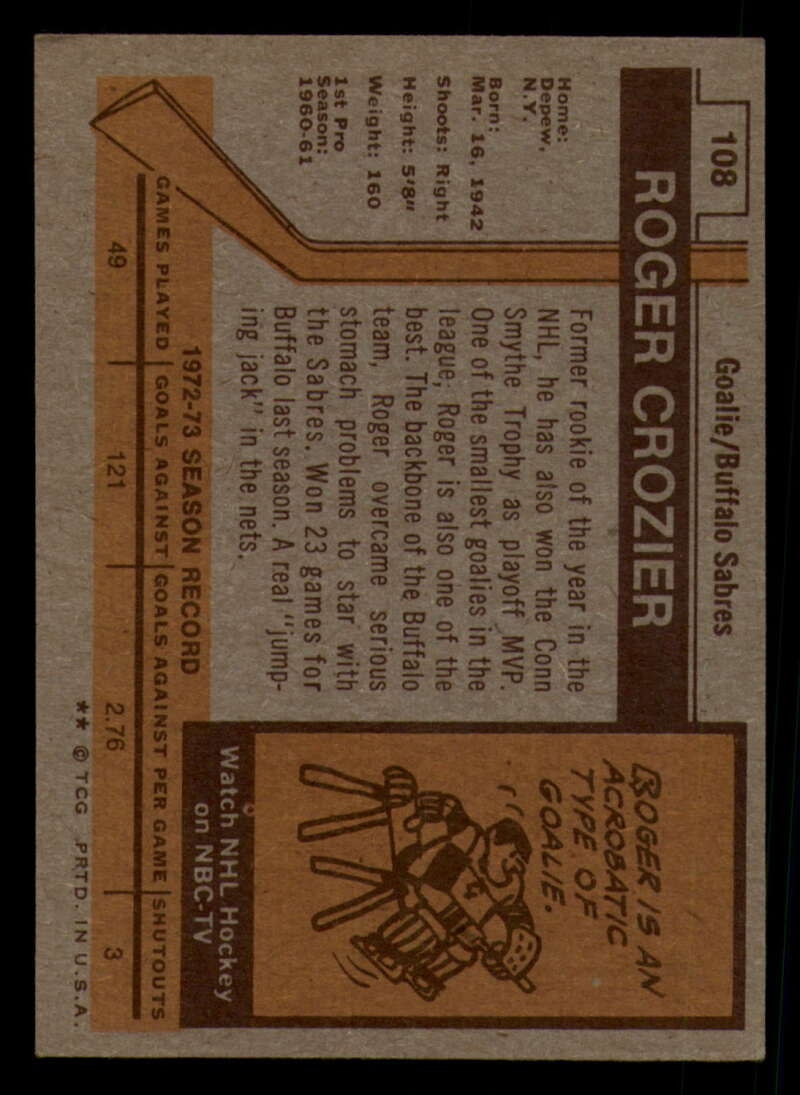 108
Goalie/Buffalo Sabres
ROGER CROZIER
Home:
Depew,
N.Y.
Born:
Mar. 16, 1942
Shoots: Right
Height: 5'8"
Weight: 160
1st Pro
Season:
1960-61
Former rookie of the year in the
NHL, he has also won the Conn
Smythe Trophy as playoff MVP.
One of the smallest goalies in the
league, Roger is also one of the
best. The backbone of the Buffalo
team, Roger overcame serious
stomach problems to star with
the Sabres. Won 23 games for
Buffalo last season. A real "jump-
ing jack" in the nets.
ROGER IS AN
ACROBATIC
TYPE OF
GOALIE.
Watch NHL Hockey
on NBC-TV
1972-73 SEASON RECORD
GAMES PLAYED GOALS AGAINST GOALS AGAINST PER GAME SHUTOUTS
49 121 2.76 3
** © TCG PRTD. IN U.S.A.